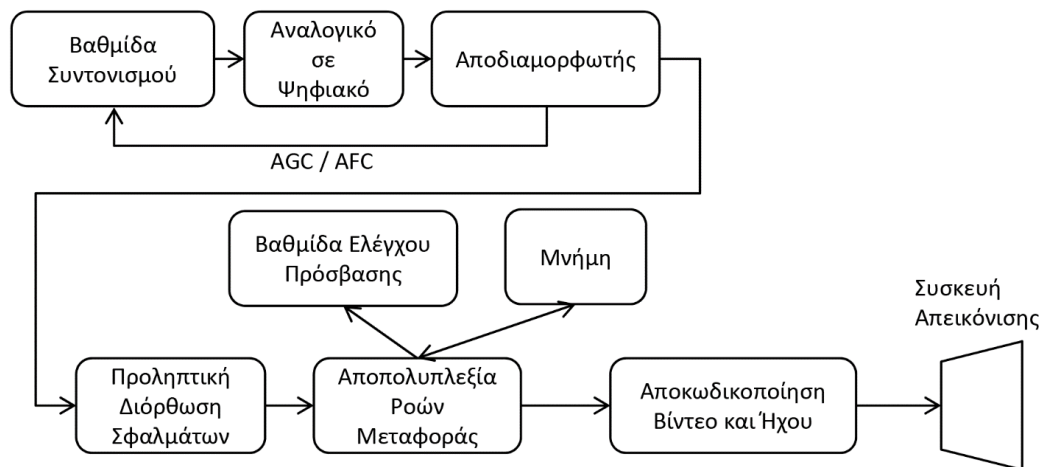 Βαθμίδα
Συντονισμού
Αναλογικό
σε
Ψηφιακό
Αποδιαμορφωτής
AGC / AFC
Βαθμίδα Ελέγχου
Πρόσβασης
Μνήμη
Συσκευή
Απεικόνισης
Προληπτική
Διόρθωση
Σφαλμάτων
Αποπολυπλεξία
Ροών
Μεταφοράς
Αποκωδικοποίηση
Βίντεο και Ήχου